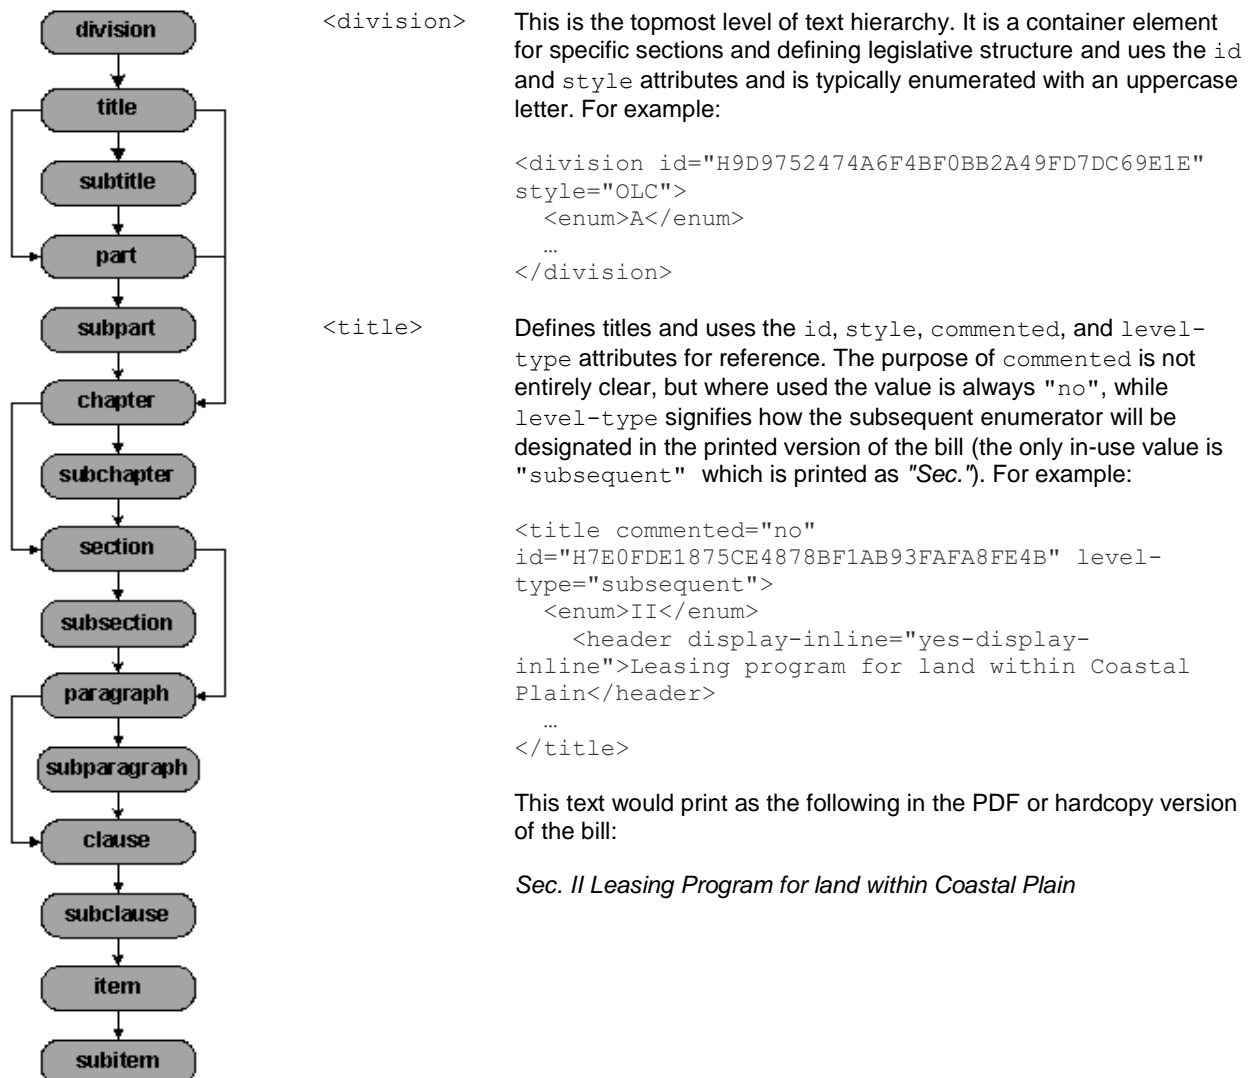 division
title
subtitle
part
subpart
chapter
subchapter
section
subsection
paragraph
subparagraph
clause
subclause
item
subitem
<division>
This is the topmost level of text hierarchy. It is a container element
for specific sections and defining legislative structure and ues the id
and style attributes and is typically enumerated with an uppercase
letter. For example:
<division id="H9D9752474A6F4BF0BB2A49FD7DC69E1E"
style="OLC">
<enum>A</enum>
…
</division>
<title>
Defines titles and uses the id, style, commented, and level-
type attributes for reference. The purpose of commented is not
entirely clear, but where used the value is always "no", while
level-type signifies how the subsequent enumerator will be
designated in the printed version of the bill (the only in-use value is
"subsequent" which is printed as "Sec."). For example:
<title commented="no"
id="H7E0FDE1875CE4878BF1AB93FAFA8FE4B" level-
type="subsequent">
<enum>II</enum>
<header display-inline="yes-display-
inline">Leasing program for land within Coastal
Plain</header>
…
</title>
This text would print as the following in the PDF or hardcopy version
of the bill:
Sec. II Leasing Program for land within Coastal Plain